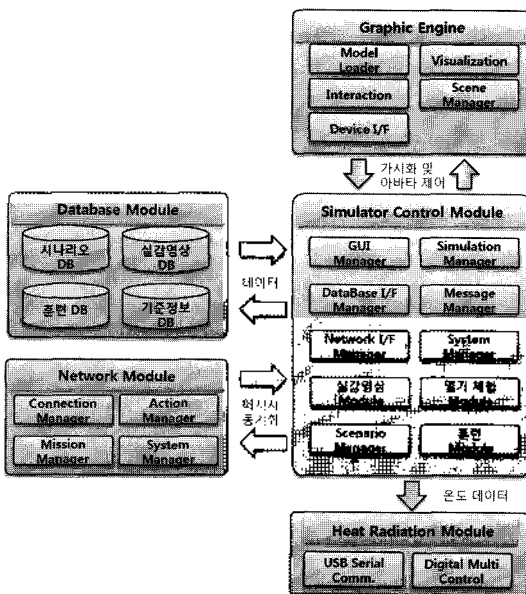 Graphic Engine
Model
Loader
Visualization
Interaction
Scene
Manager
Device I/F
가시화 및
아바타 제어
Database Module
시나리오
DB
실감영상
DB
훈련 DB
기준정보
DB
데이터
Simulator Control Module
GUI
Manager
Simulation
Manager
DataBase I/F
Manager
Message
Manager
Network I/F
Manager
System
Manager
실감영상
Module
열기 체험
Module
Scenario
Manager
훈련
Network Module
Connection
Manager
Action
Manager
Mission
Manager
System
Manager
동기화
온도 데이터
Heat Radiation Module
USB Serial
Comm.
Digital Multi
Control